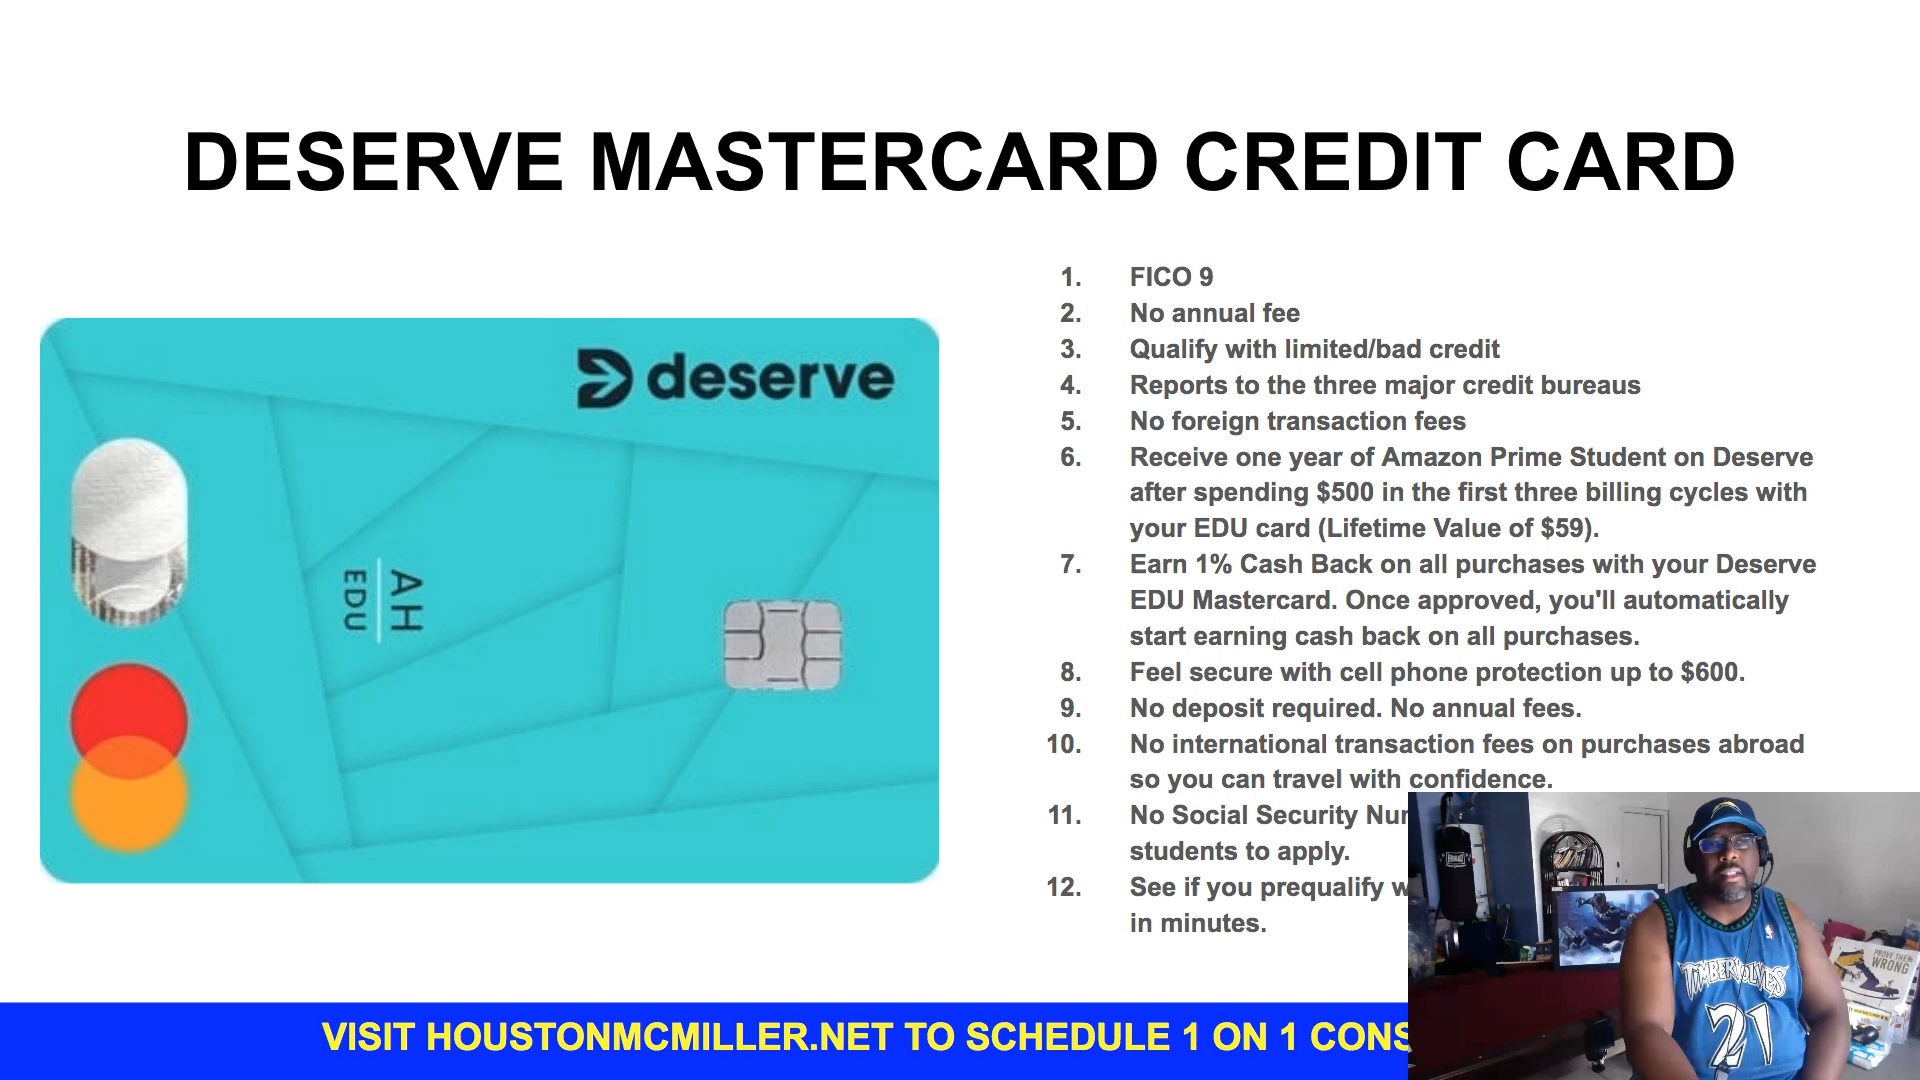 DESERVE MASTERCARD CREDIT CARD
deserve
AH
EDU
1. FICO 9
2. No annual fee
3. Qualify with limited/bad credit
4. Reports to the three major credit bureaus
5. No foreign transaction fees
6. Receive one year of Amazon Prime Student on Deserve
after spending $500 in the first three billing cycles with
your EDU card (Lifetime Value of $59).
7. Earn 1% Cash Back on all purchases with your Deserve
EDU Mastercard. Once approved, you'll automatically
start earning cash back on all purchases.
8. Feel secure with cell phone protection up to $600.
9. No deposit required. No annual fees.
10. No international transaction fees on purchases abroad
so you can travel with confidence.
11. No Social Security
students to apply.
12. See if you prequalify
in minutes.
PROVE THEM
WRONG
TIMBERWOLVES
21
VISIT HOUSTONMCMILLER.NET TO SCHEDULE 1 ON 1 CONS